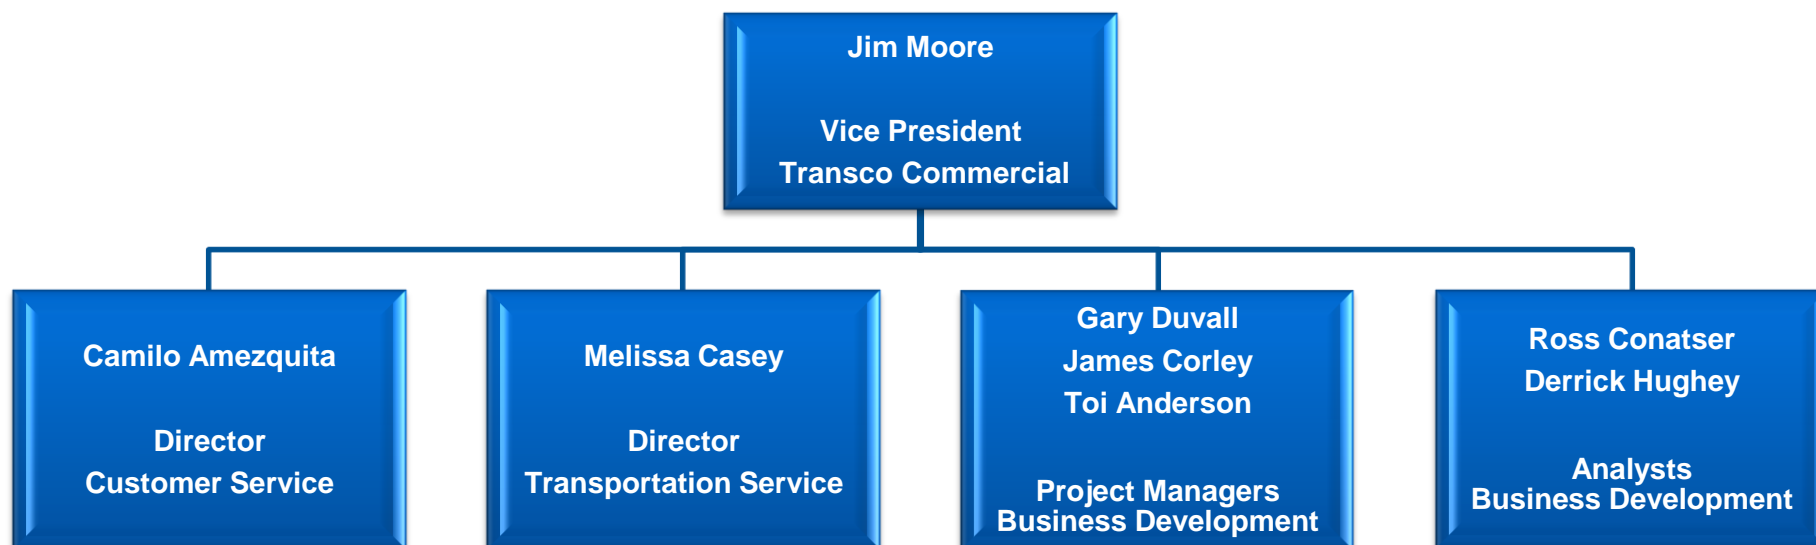 Jim Moore
Vice President
Transco Commercial
Camilo Amezquita
Director
Customer Service
Melissa Casey
Director
Transportation Service
Gary Duvall
James Corley
Toi Anderson
Project Managers
Business Development
Ross Conatser
Derrick Hughey
Analysts
Business Development